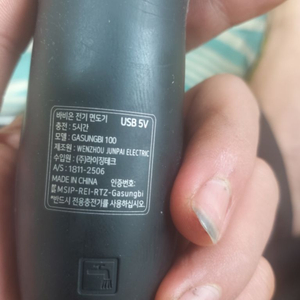 바비온 전기 면도기 USB 5V
충전 : 5시간
모델 : GASUNGBI 100
제조원 : WENZHOU JUNPAI ELECTRIC
수입원 : (주)라이징테크
A/S : 1811-2506
MADE IN CHINA 인증번호:
MSIP-REI-RTZ-Gasungbi
*반드시 전용충전기를 사용하십시오.